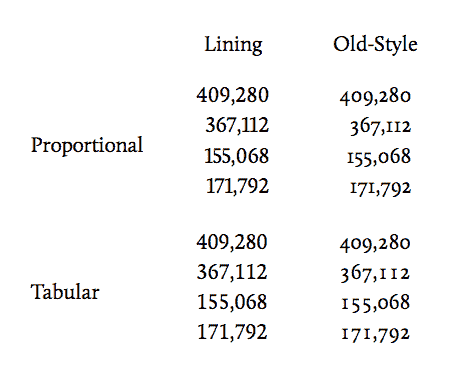 Lining Old-Style
409,280 409,280
367,112 367,112
Proportional
155,068 155,068
171,792 171,792
409,280 409,280
367,112 367,112
Tabular
155,068 155,068
171,792 171,792